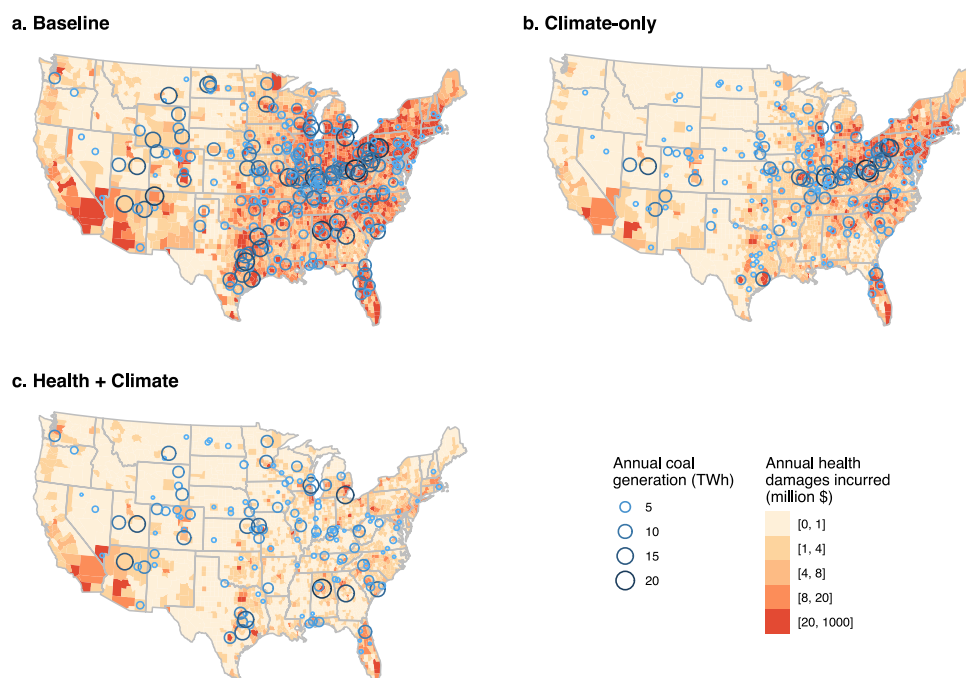 a. Baseline
b. Climate-only
c. Health + Climate
Annual coal
generation (TWh)
5
10
15
20
Annual health
damages incurred
(million $)
[0, 1]
[1, 4]
[4, 8]
[8, 20]
[20, 1000]